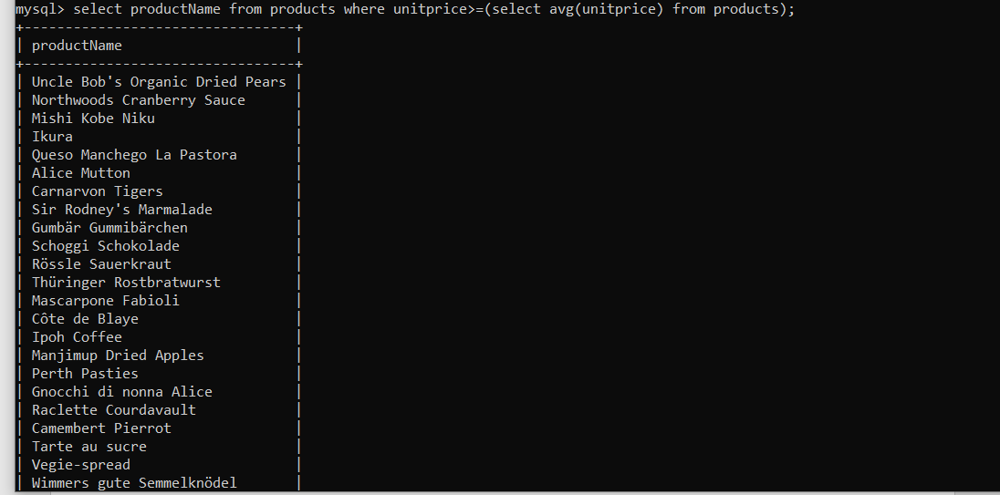 mysql> select productName from products where unitprice>=(select avg(unitprice) from products);
+---------------------------------+
| productName                     |
+---------------------------------+
| Uncle Bob's Organic Dried Pears |
| Northwoods Cranberry Sauce      |
| Mishi Kobe Niku                 |
| Ikura                           |
| Queso Manchego La Pastora       |
| Alice Mutton                    |
| Carnarvon Tigers                |
| Sir Rodney's Marmalade          |
| Gumbär Gummibärchen             |
| Schoggi Schokolade              |
| Rössle Sauerkraut               |
| Thüringer Rostbratwurst         |
| Mascarpone Fabioli              |
| Côte de Blaye                   |
| Ipoh Coffee                     |
| Manjimup Dried Apples           |
| Perth Pasties                   |
| Gnocchi di nonna Alice          |
| Raclette Courdavault            |
| Camembert Pierrot               |
| Tarte au sucre                  |
| Vegie-spread                    |
| Wimmers gute Semmelknödel       |